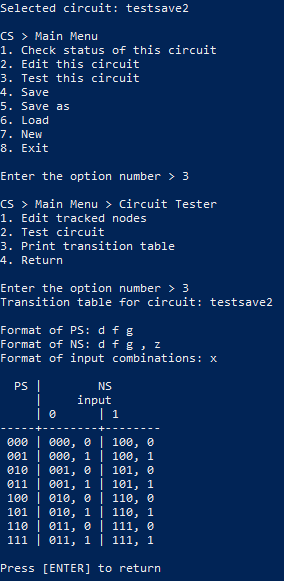 Selected circuit: testsave2
CS > Main Menu
1. Check status of this circuit
2. Edit this circuit
3. Test this circuit
4. Save
5. Save as
6. Load
7. New
8. Exit
Enter the option number > 3
CS > Main Menu > Circuit Tester
1. Edit tracked nodes
2. Test circuit
3. Print transition table
4. Return
Enter the option number > 3
Transition table for circuit: testsave2
Format of PS: d f g
Format of NS: d f g , z
Format of input combinations: x
  PS |        NS
     |     input
     | 0      | 1
-----+--------+--------
 000 | 000, 0 | 100, 0
 001 | 000, 1 | 100, 1
 010 | 001, 0 | 101, 0
 011 | 001, 1 | 101, 1
 100 | 010, 0 | 110, 0
 101 | 010, 1 | 110, 1
 110 | 011, 0 | 111, 0
 111 | 011, 1 | 111, 1
Press [ENTER] to return